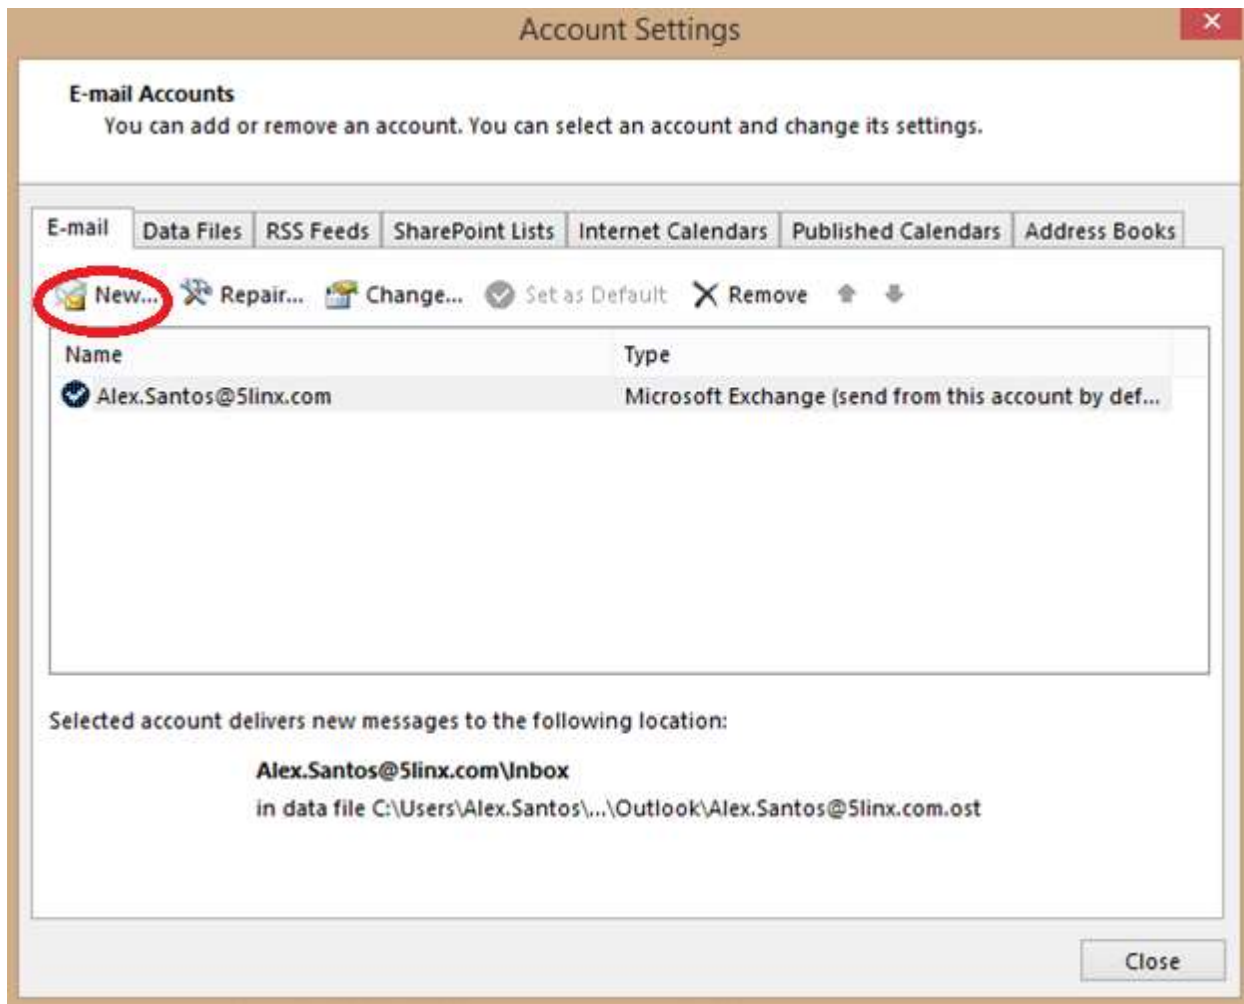 Account Settings
E-mail Accounts
You can add or remove an account. You can select an account and change its settings.
E-mail Data Files RSS Feeds SharePoint Lists Internet Calendars Published Calendars Address Books
New... Repair... Change... Set as Default Remove
Name Type
Alex.Santos@5linx.com Microsoft Exchange (send from this account by def...
Selected account delivers new messages to the following location:
Alex.Santos@5linx.com\Inbox
in data file C:\Users\Alex.Santos\...\Outlook\Alex.Santos@5linx.com.ost
Close